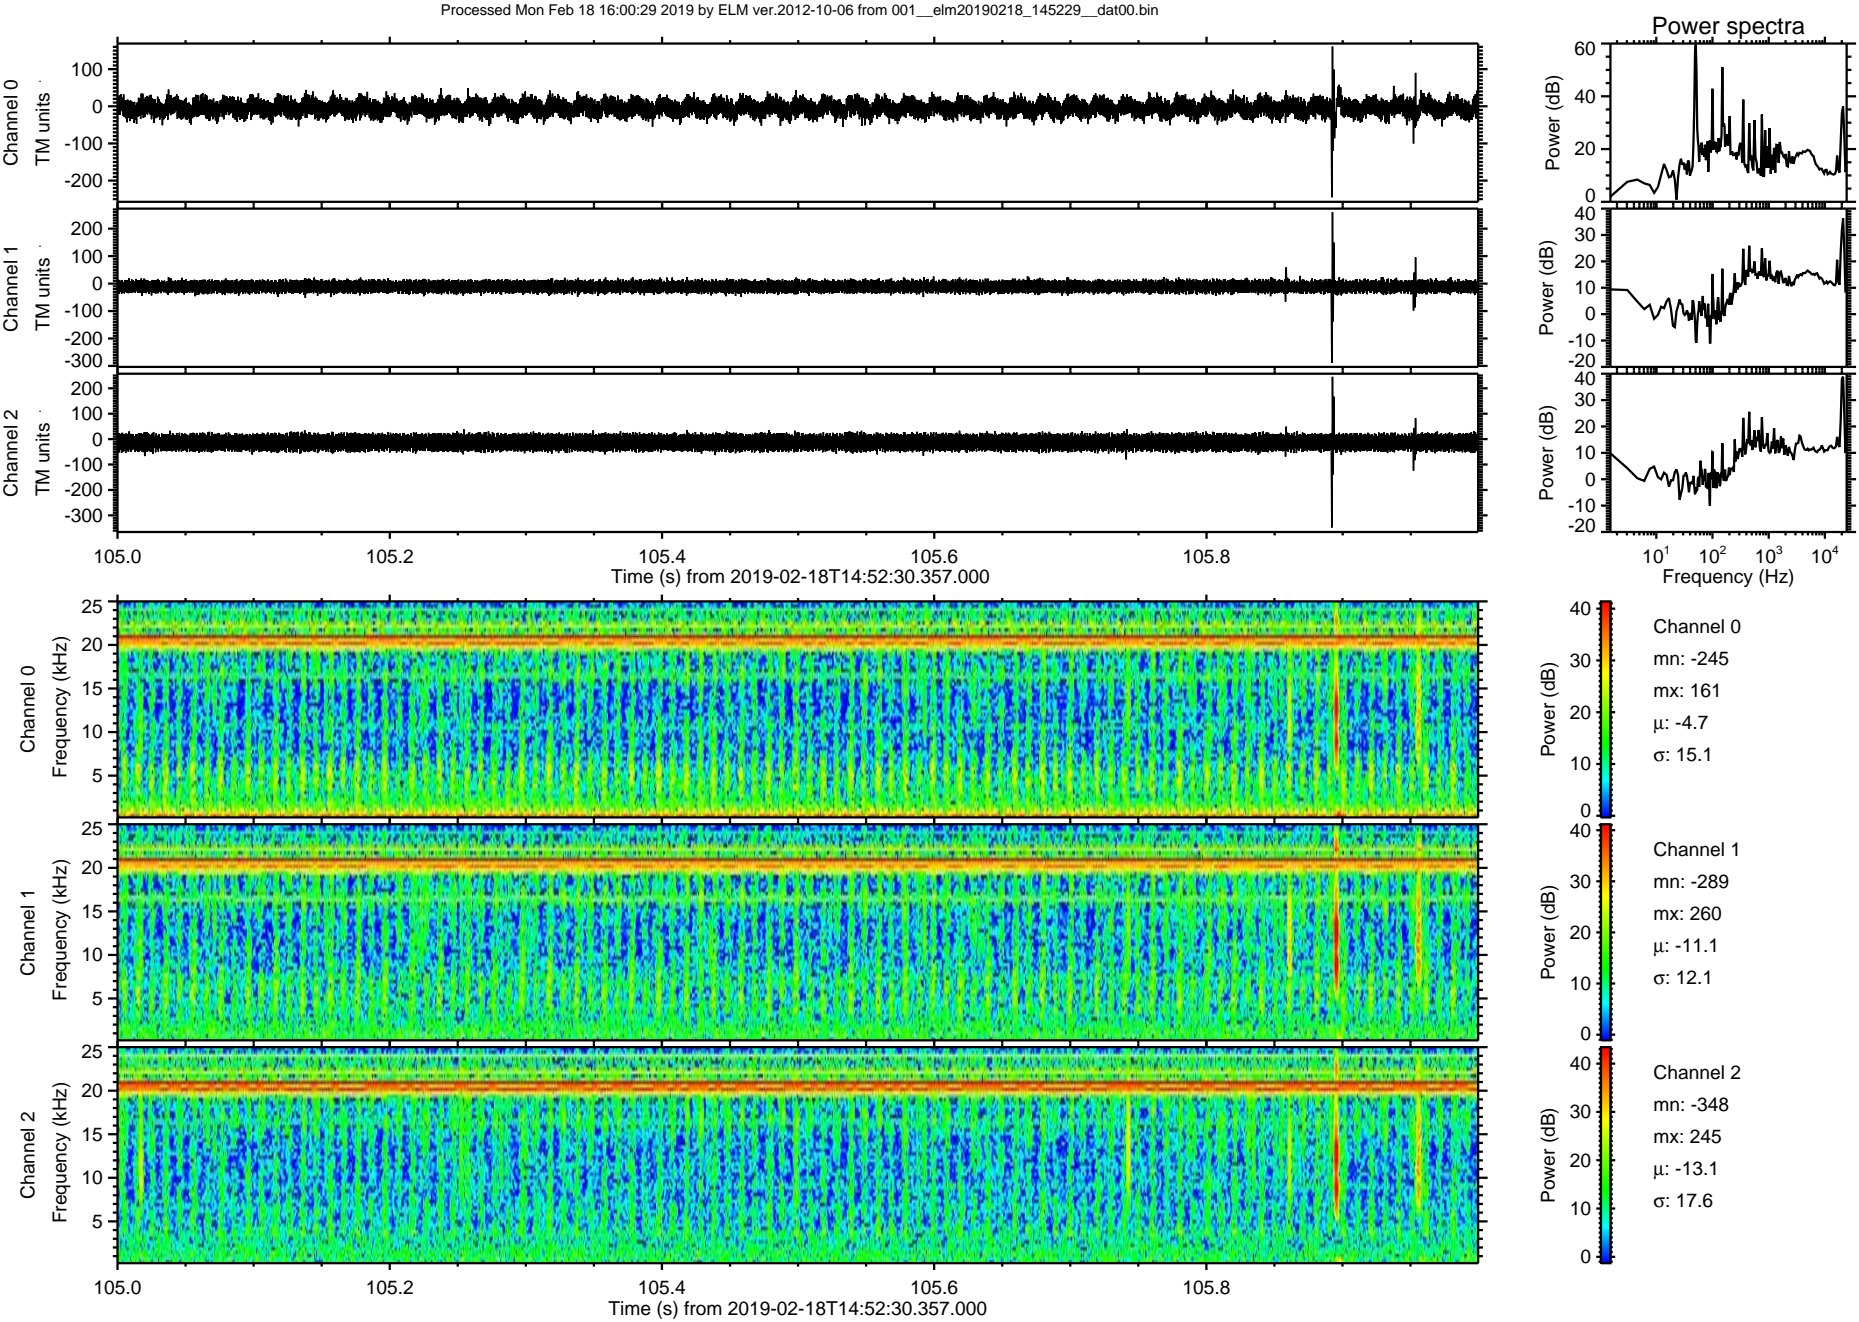 Processed Mon Feb 18 16:00:29 2019 by ELM ver.2012-10-06 from 001__elm20190218_145229__dat00.bin
Power spectra
Channel 0
TM units
100
0
-100
-200
Power (dB)
60
40
20
0
Channel 1
TM units
200
100
0
-100
-200
-300
Power (dB)
40
30
20
10
0
-10
-20
Channel 2
TM units
200
100
0
-100
-200
-300
Power (dB)
40
30
20
10
0
-10
-20
105.0 105.2 105.4 105.6 105.8
Time (s) from 2019-02-18T14:52:30.357.000
10¹ 10² 10³ 10⁴
Frequency (Hz)
Channel 0
Frequency (kHz)
25
20
15
10
5
Power (dB)
40
30
20
10
0
Channel 0
mn: -245
mx: 161
μ: -4.7
σ: 15.1
Channel 1
Frequency (kHz)
25
20
15
10
5
Power (dB)
40
30
20
10
0
Channel 1
mn: -289
mx: 260
μ: -11.1
σ: 12.1
Channel 2
Frequency (kHz)
25
20
15
10
5
Power (dB)
40
30
20
10
0
Channel 2
mn: -348
mx: 245
μ: -13.1
σ: 17.6
105.0 105.2 105.4 105.6 105.8
Time (s) from 2019-02-18T14:52:30.357.000